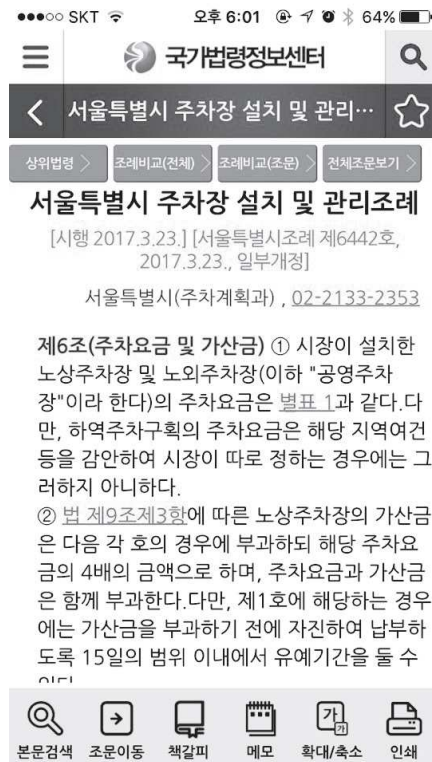 SKT 오후 6:01 64%
국가법령정보센터
서울특별시 주차장 설치 및 관리…
상위법령 조례비교(전체) 조례비교(조문) 전체조문보기
서울특별시 주차장 설치 및 관리조례
[시행 2017.3.23.] [서울특별시조례 제6442호,
2017.3.23., 일부개정]
서울특별시(주차계획과) , 02-2133-2353
제6조(주차요금 및 가산금) ① 시장이 설치한
노상주차장 및 노외주차장(이하 "공영주차
장"이라 한다)의 주차요금은 별표 1과 같다.다
만, 하역주차구획의 주차요금은 해당 지역여건
등을 감안하여 시장이 따로 정하는 경우에는 그
러하지 아니하다.
② 법 제9조제3항에 따른 노상주차장의 가산금
은 다음 각 호의 경우에 부과하되 해당 주차요
금의 4배의 금액으로 하며, 주차요금과 가산금
은 함께 부과한다.다만, 제1호에 해당하는 경우
에는 가산금을 부과하기 전에 자진하여 납부하
도록 15일의 범위 이내에서 유예기간을 둘 수
본문검색 조문이동 책갈피 메모 확대/축소 인쇄